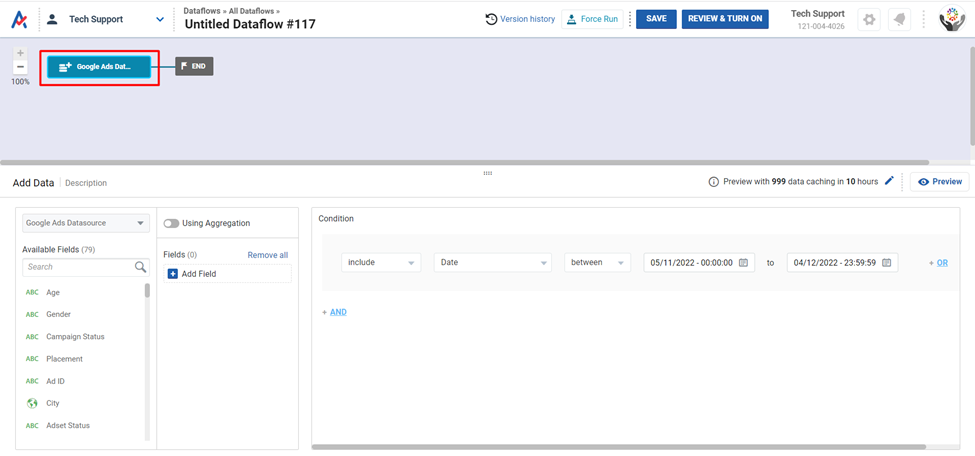 Tech Support
Dataflows » All Dataflows »
Untitled Dataflow #117
Version history
Force Run
SAVE
REVIEW & TURN ON
Tech Support
121-004-4026
100%
Google Ads Dat...
END
Add Data
Description
Preview with 999 data caching in 10 hours
Preview
Google Ads Datasource
Available Fields (79)
Search
ABC Age
ABC Gender
ABC Campaign Status
ABC Placement
ABC Ad ID
City
ABC Adset Status
Using Aggregation
Fields (0)
Remove all
+ Add Field
Condition
include
Date
between
05/11/2022 - 00:00:00
to
04/12/2022 - 23:59:59
+ OR
+ AND